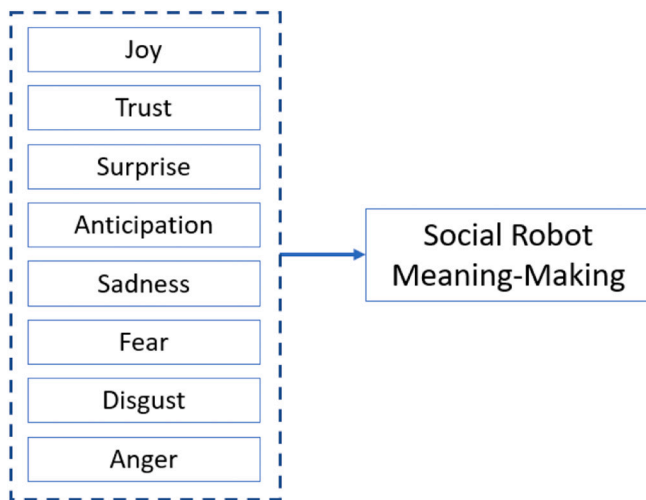 Joy
Trust
Surprise
Anticipation
Sadness
Fear
Disgust
Anger
Social Robot
Meaning-Making